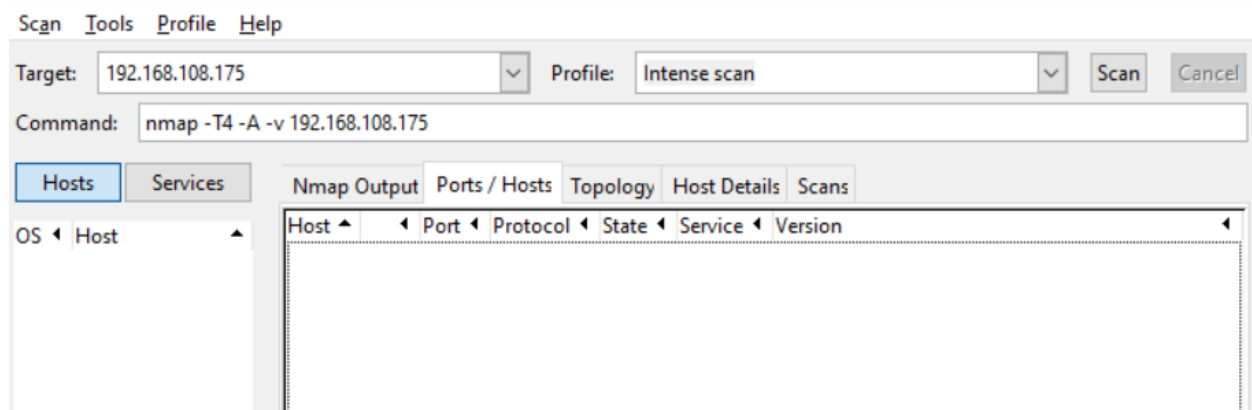 Scan Tools Profile Help
Target: 192.168.108.175 Profile: Intense scan Scan Cancel
Command: nmap -T4 -A -v 192.168.108.175
Hosts Services Nmap Output Ports / Hosts Topology Host Details Scans
OS Host Host Port Protocol State Service Version